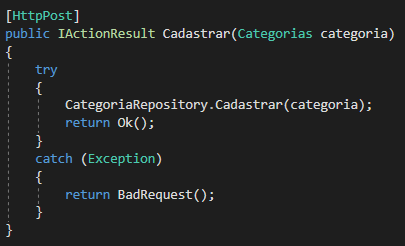 [HttpPost]
public IActionResult Cadastrar(Categorias categoria)
{
try
{
CategoriaRepository.Cadastrar(categoria);
return Ok();
}
catch (Exception)
{
return BadRequest();
}
}